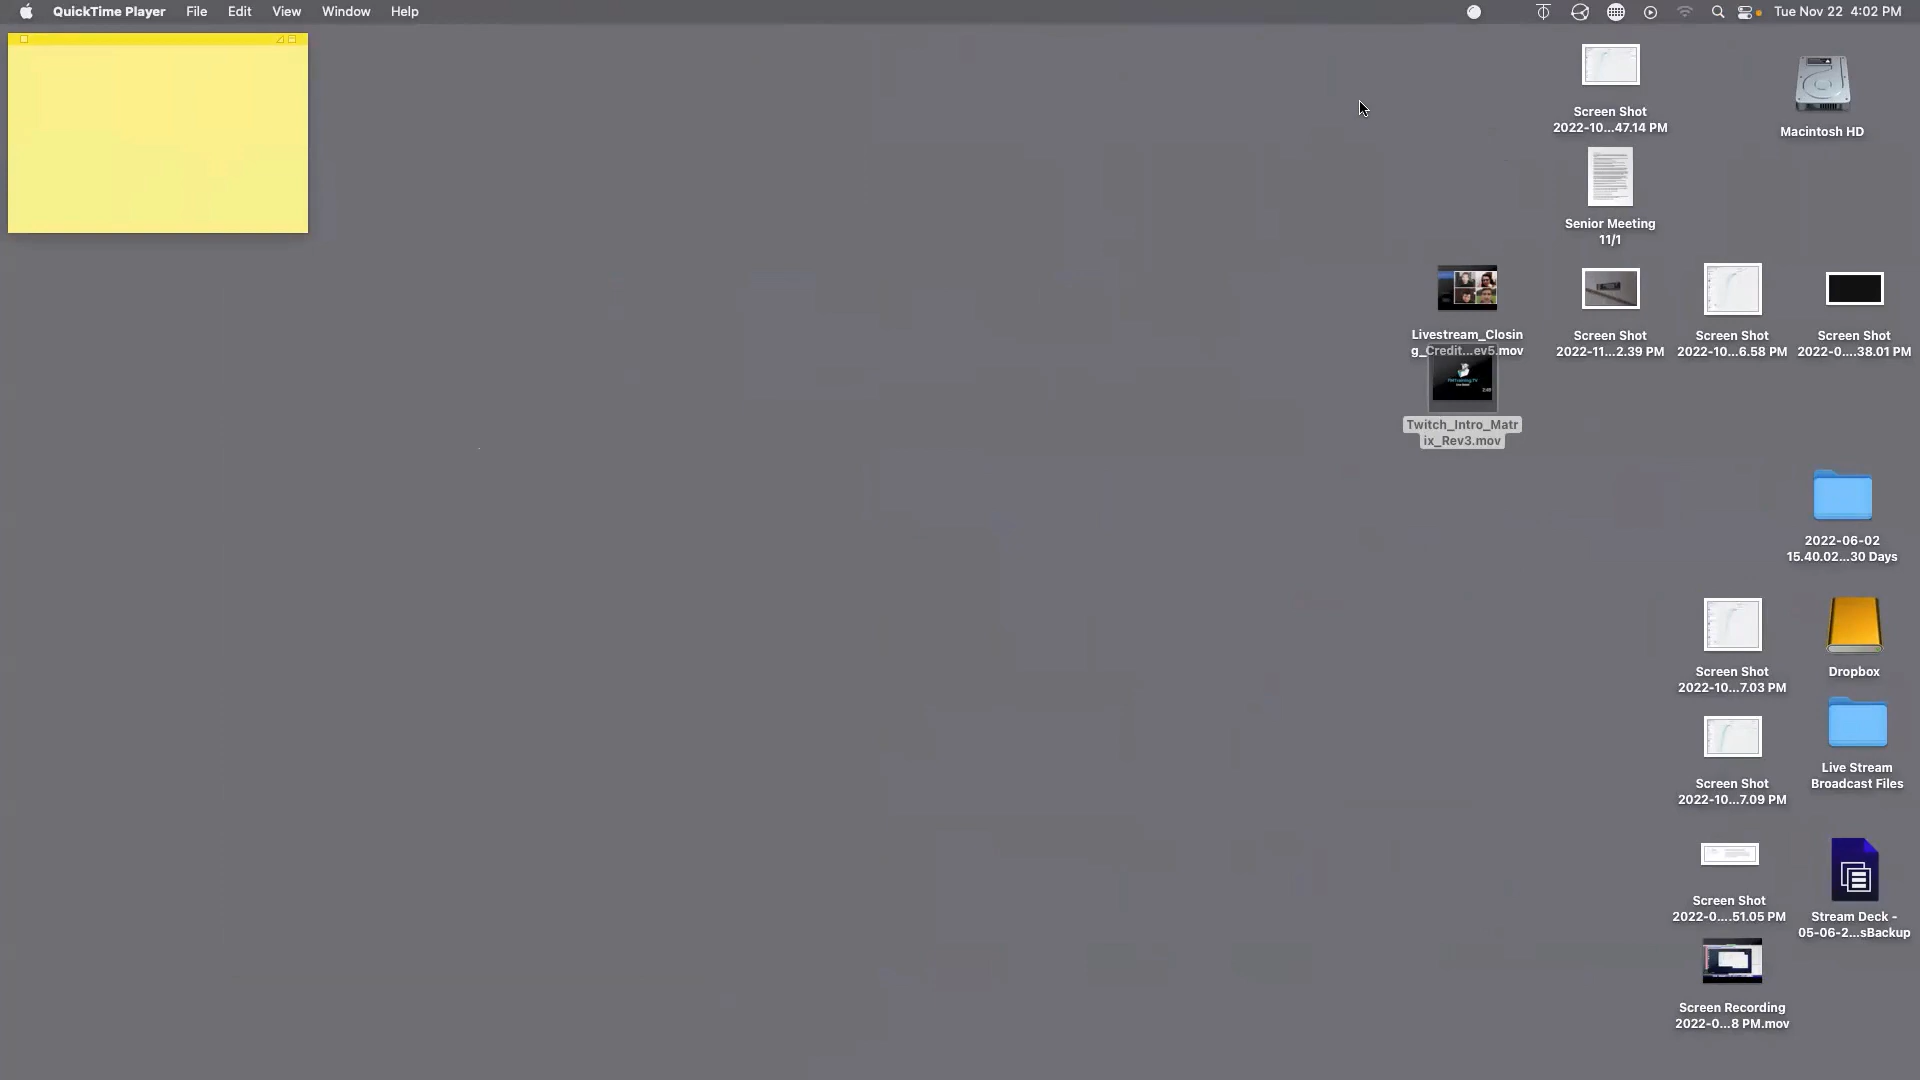 QuickTime Player File Edit View Window Help
Tue Nov 22 4:02 PM
Screen Shot
2022-10...47.14 PM
Macintosh HD
Senior Meeting
11/1
Livestream_Closin
g_Credit...ev5.mov
Screen Shot
2022-11...2.39 PM
Screen Shot
2022-10...6.58 PM
Screen Shot
2022-0....38.01 PM
Twitch_Intro_Matr
ix_Rev3.mov
2022-06-02
15.40.02...30 Days
Screen Shot
2022-10...7.03 PM
Dropbox
Screen Shot
2022-10...7.09 PM
Live Stream
Broadcast Files
Screen Shot
2022-0....51.05 PM
Stream Deck -
05-06-2...sBackup
Screen Recording
2022-0...8 PM.mov